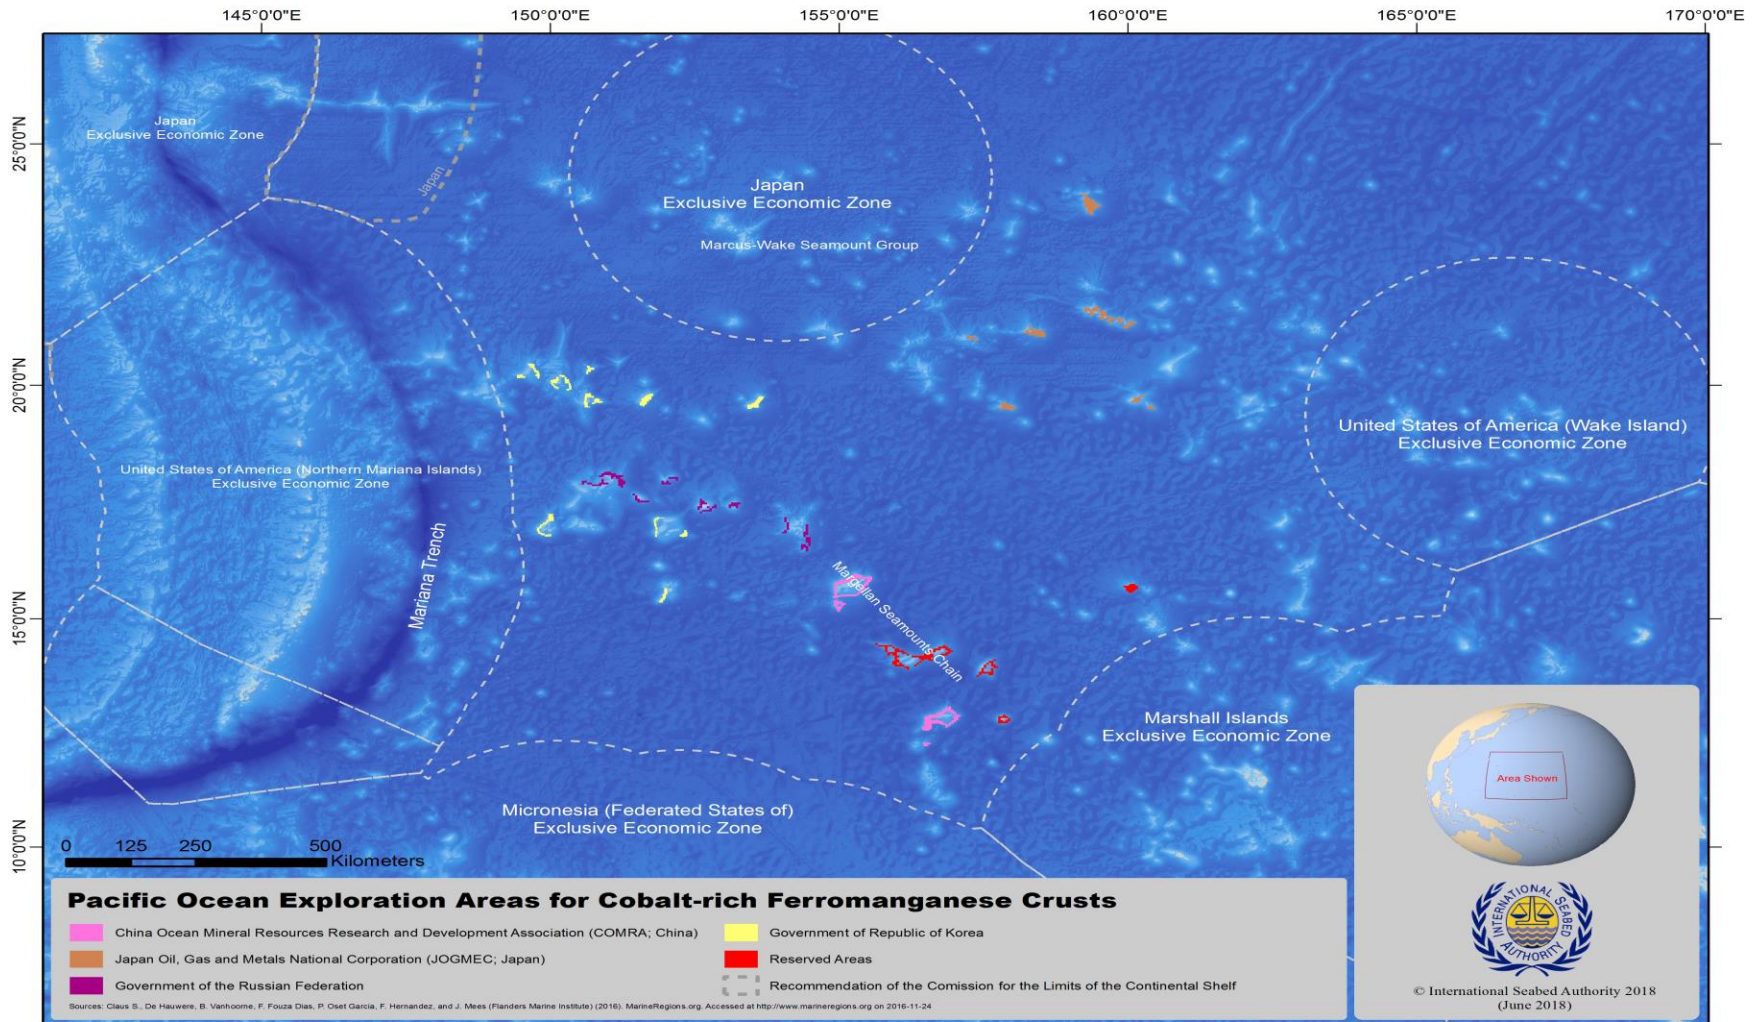 145°0'0"E
150°0'0"E
155°0'0"E
160°0'0"E
165°0'0"E
170°0'0"E
25°0'0"N
20°0'0"N
15°0'0"N
10°0'0"N
Japan
Exclusive Economic Zone
Japan
Japan
Exclusive Economic Zone
Marcus-Wake Seamount Group
United States of America (Wake Island)
Exclusive Economic Zone
United States of America (Northern Mariana Islands)
Exclusive Economic Zone
Mariana Trench
Margellan Seamounts Chain
Marshall Islands
Exclusive Economic Zone
Micronesia (Federated States of)
Exclusive Economic Zone
0 125 250 500
Kilometers
Pacific Ocean Exploration Areas for Cobalt-rich Ferromanganese Crusts
China Ocean Mineral Resources Research and Development Association (COMRA; China)
Japan Oil, Gas and Metals National Corporation (JOGMEC; Japan)
Government of the Russian Federation
Government of Republic of Korea
Reserved Areas
Recommendation of the Comission for the Limits of the Continental Shelf
Sources: Claus S., De Hauwere, B. Vanhoorne, F. Fouza Dias, P. Oset Garcia, F. Hernandez, and J. Mees (Flanders Marine Institute) (2016). MarineRegions.org. Accessed at http://www.marineregions.org on 2016-11-24
Area Shown
INTERNATIONAL SEABED
AUTHORITY
© International Seabed Authority 2018
(June 2018)